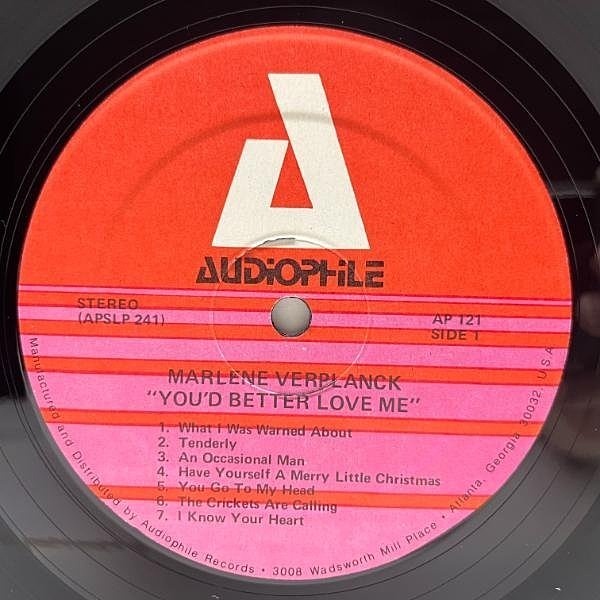 AUDIOPHILE
STEREO
(APSLP 241)
AP 121
SIDE 1
MARLENE VERPLANCK
"YOU'D BETTER LOVE ME"
1. What I Was Warned About
2. Tenderly
3. An Occasional Man
4. Have Yourself A Merry Little Christmas
5. You Go To My Head
6. The Crickets Are Calling
7. I Know Your Heart
Manufactured and Distributed by Audiophile Records • 3008 Wadsworth Mill Place • Atlanta, Georgia 30032, U.S.A.